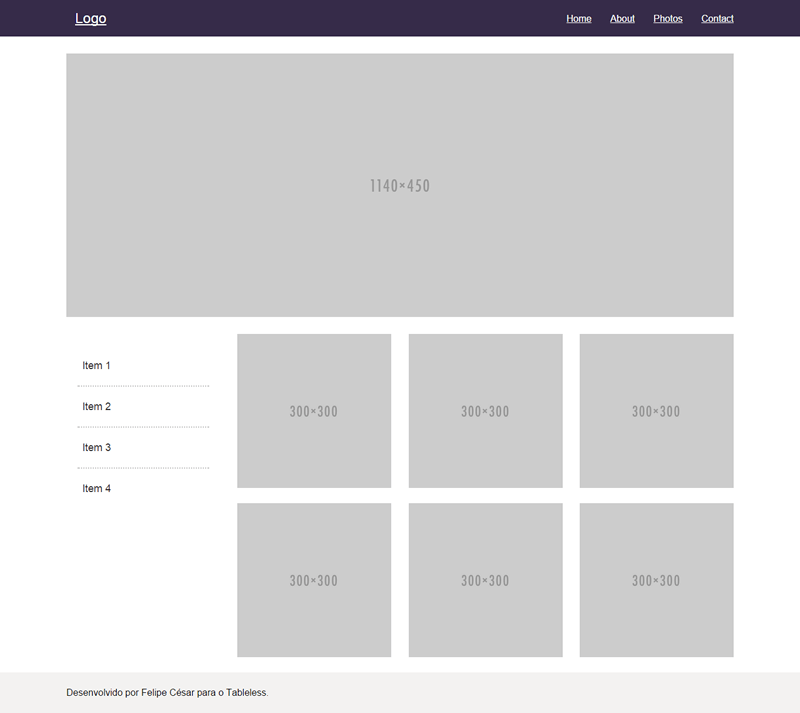 Logo
Home About Photos Contact
1140×450
Item 1
Item 2
Item 3
Item 4
300×300 300×300 300×300
300×300 300×300 300×300
Desenvolvido por Felipe César para o Tableless.